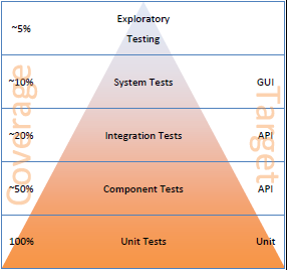 Exploratory
Testing
~5%
~10% System Tests GUI
~20% Integration Tests API
~50% Component Tests API
100% Unit Tests Unit
Coverage
Target